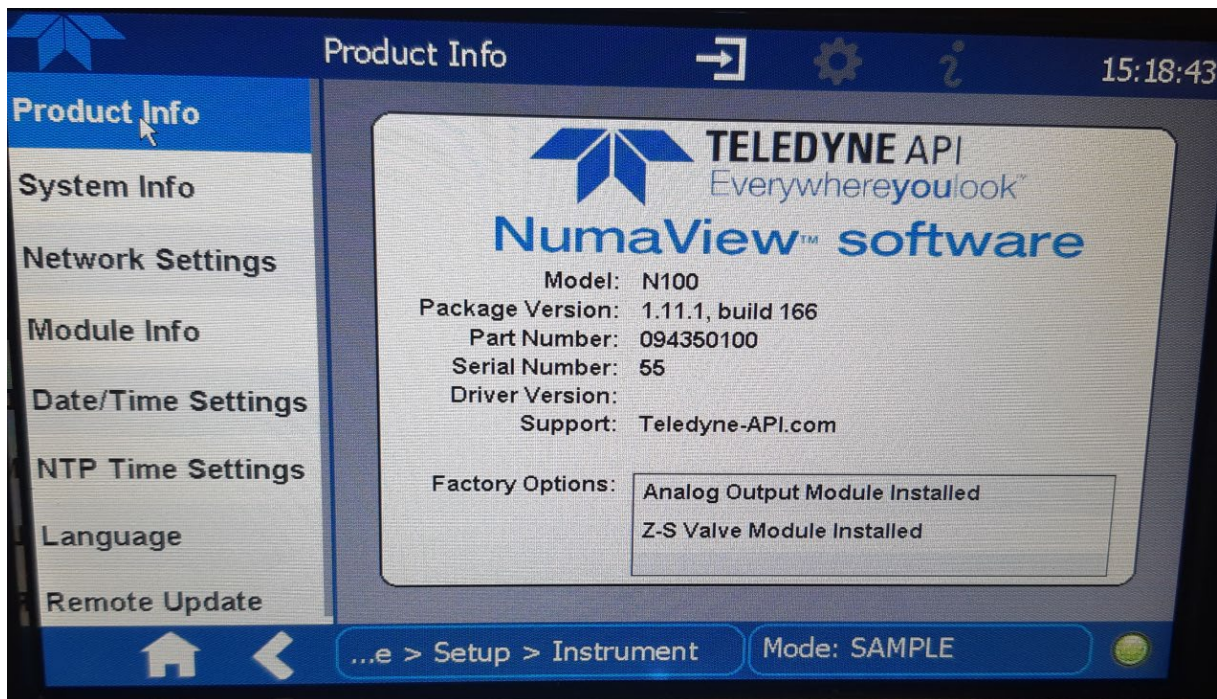 Product Info
15:18:43
Product Info
System Info
Network Settings
Module Info
Date/Time Settings
NTP Time Settings
Language
Remote Update
TELEDYNE API
Everywhereyoulook™
NumaView™ software
Model: N100
Package Version: 1.11.1, build 166
Part Number: 094350100
Serial Number: 55
Driver Version:
Support: Teledyne-API.com
Factory Options: Analog Output Module Installed
Z-S Valve Module Installed
...e > Setup > Instrument
Mode: SAMPLE